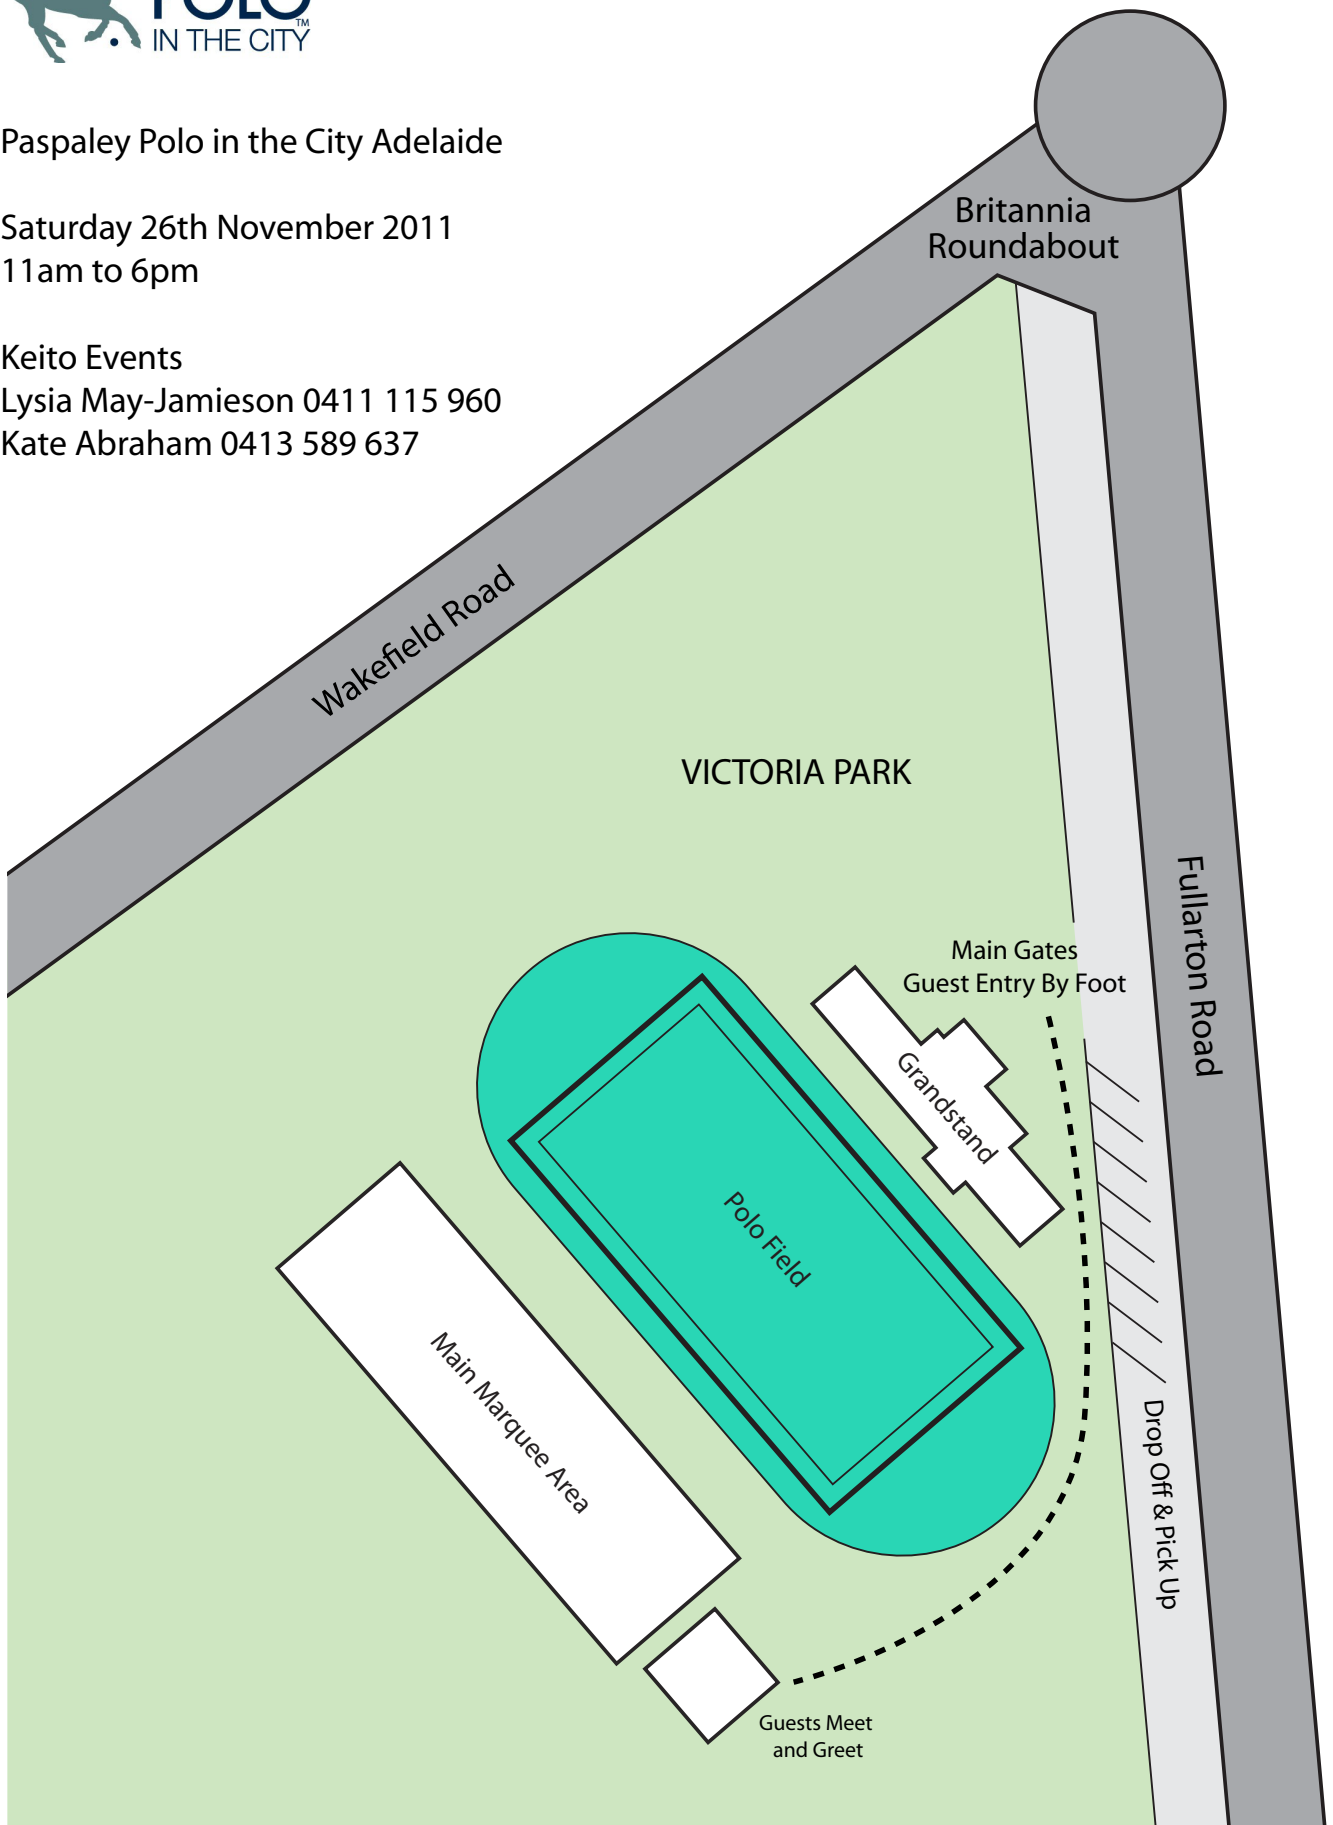 POLO
TM
IN THE CITY
Paspaley Polo in the City Adelaide
Saturday 26th November 2011
11am to 6pm
Keito Events
Lysia May-Jamieson 0411 115 960
Kate Abraham 0413 589 637
Britannia
Roundabout
Wakefield Road
VICTORIA PARK
Fullarton Road
Main Gates
Guest Entry By Foot
Grandstand
Polo Field
Main Marquee Area
Drop Off & Pick Up
Guests Meet
and Greet